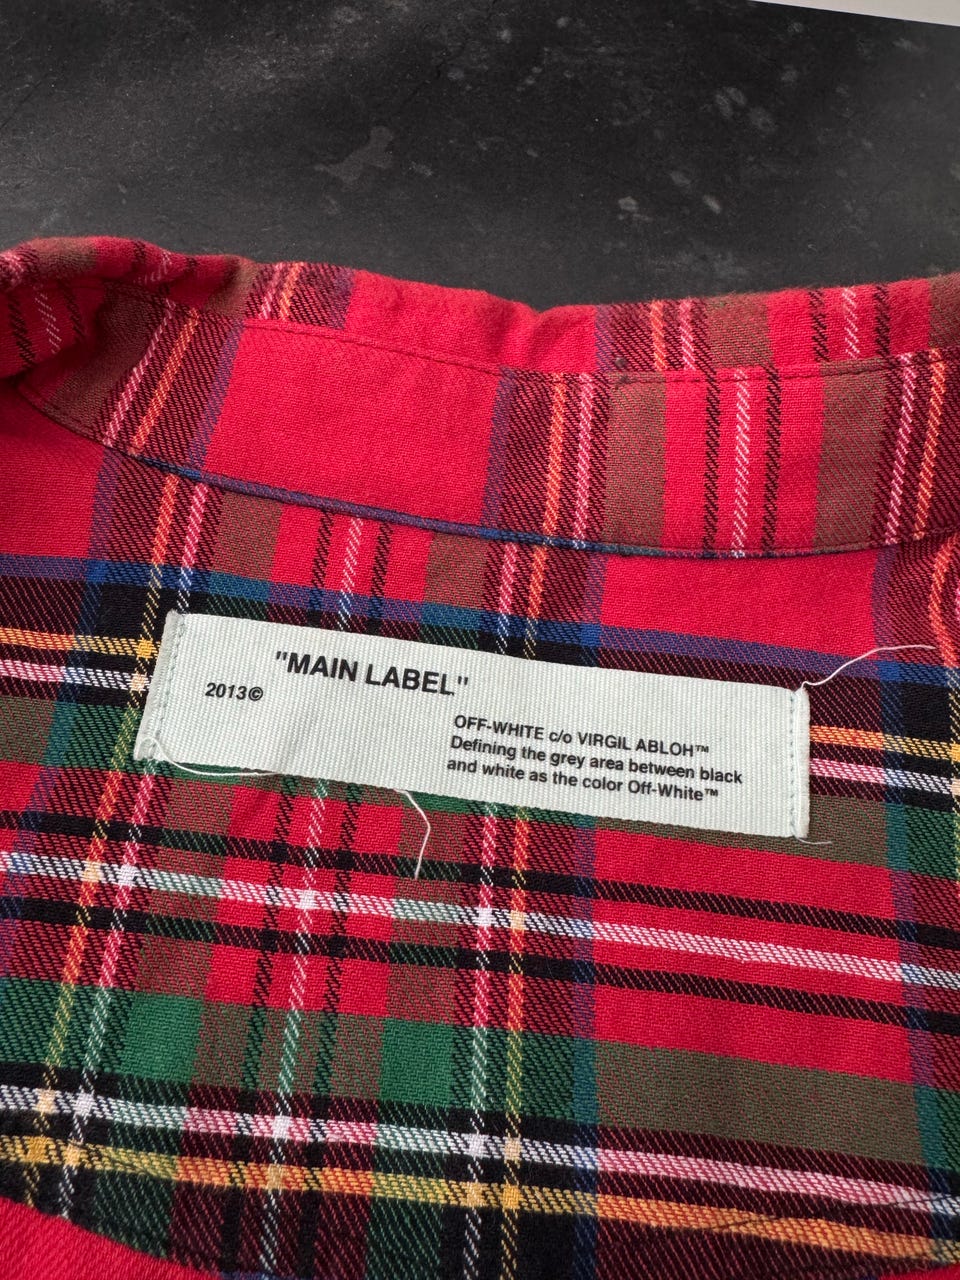 "MAIN LABEL"
2013©
OFF-WHITE c/o VIRGIL ABLOH™
Defining the grey area between black
and white as the color Off-White™